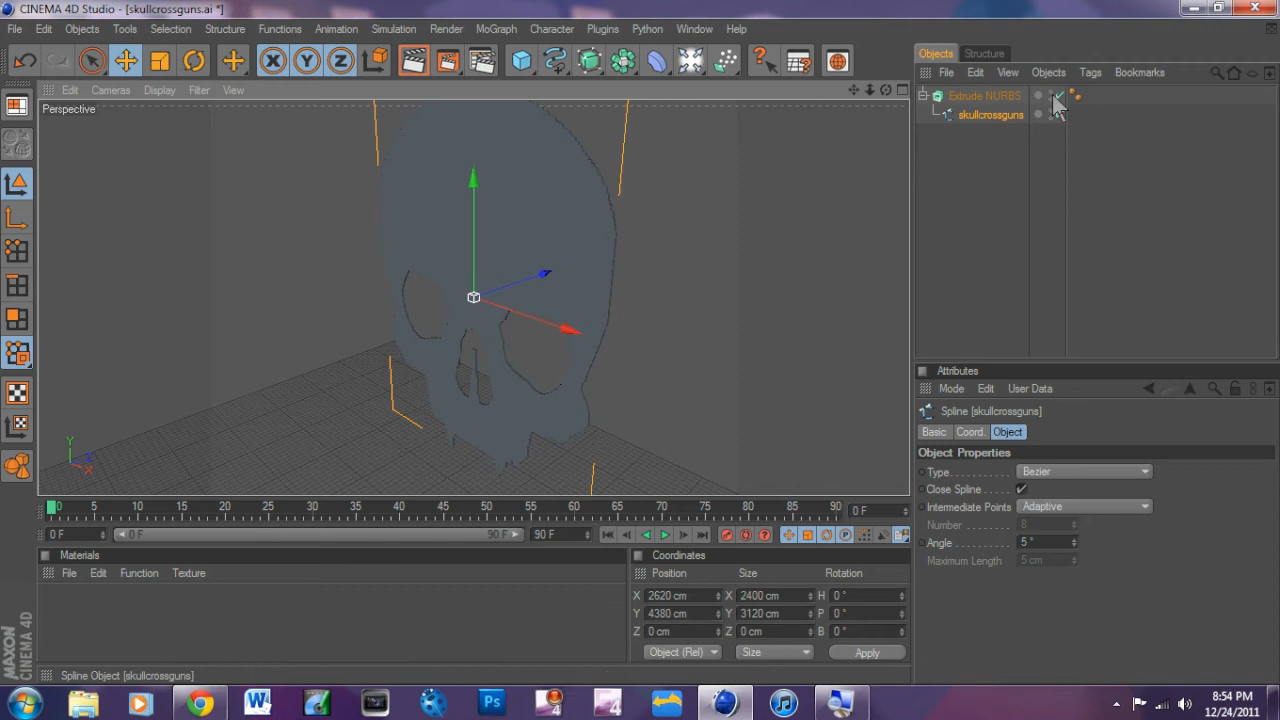 CINEMA 4D Studio - [skullcrossguns.ai *]
File Edit Objects Tools Selection Structure Functions Animation Simulation Render MoGraph Character Plugins Python Window Help
Edit Cameras Display Filter View
Perspective
Y
Z
X
Objects Structure
File Edit View Objects Tags Bookmarks
Extrude NURBS
skullcrossguns
Attributes
Mode Edit User Data
Spline [skullcrossguns]
Basic Coord. Object
Object Properties
Type Bezier
Close Spline
Intermediate Points Adaptive
Number 8
Angle 5 °
Maximum Length 5 cm
0 5 10 15 20 25 30 35 40 45 50 55 60 65 70 75 80 85 90 0 F
0 F 0 F 90 F 90 F
Materials
File Edit Function Texture
Coordinates
Position Size Rotation
X 2620 cm X 2400 cm H 0 °
Y 4380 cm Y 3120 cm P 0 °
Z 0 cm Z 0 cm B 0 °
Object (Rel) Size Apply
MAXON
CINEMA 4D
Spline Object [skullcrossguns]
8:54 PM
12/24/2011